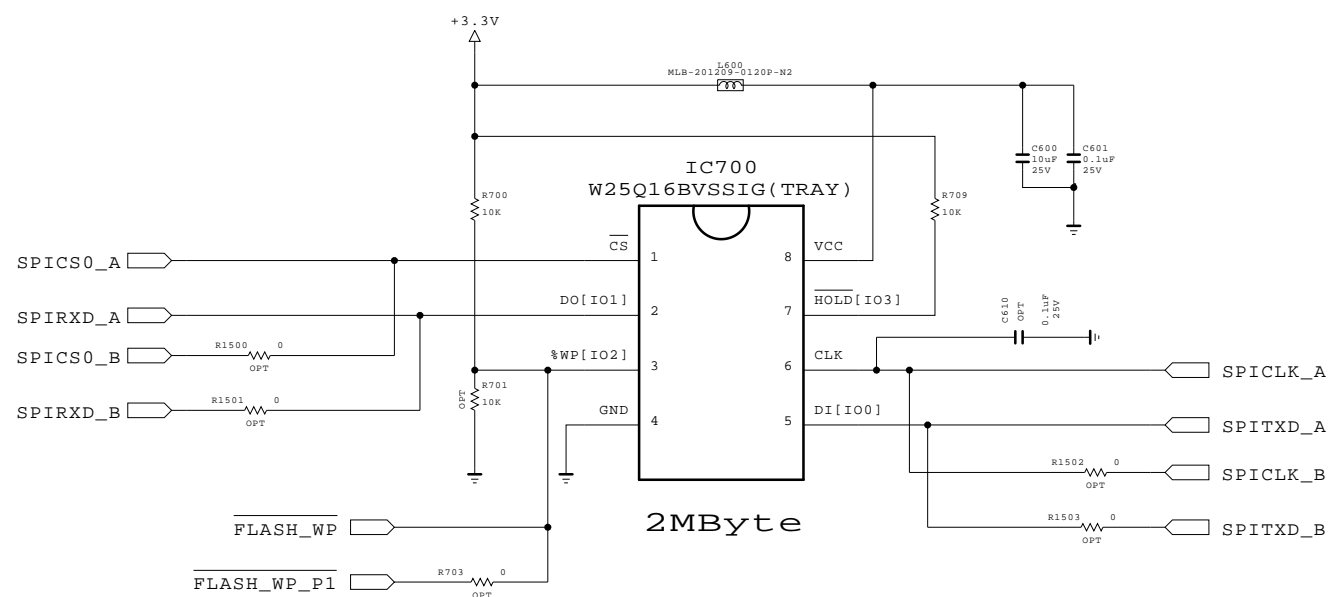 +3.3V
L600
MLB-201209-0120P-N2
C600
10uF
25V
C601
0.1uF
25V
IC700
W25Q16BVSSIG(TRAY)
R700
10K
R709
10K
SPICS0_A
CS
1
8
VCC
SPIRXD_A
DO[IO1]
2
7
HOLD[IO3]
C610
OPT
0.1uF
25V
SPICS0_B
R1500
0
OPT
%WP[IO2]
3
6
CLK
SPICLK_A
OPT
R701
10K
SPIRXD_B
R1501
0
OPT
GND
4
5
DI[IO0]
SPITXD_A
R1502
0
OPT
SPICLK_B
2MByte
FLASH_WP
R1503
0
OPT
SPITXD_B
FLASH_WP_P1
R703
0
OPT